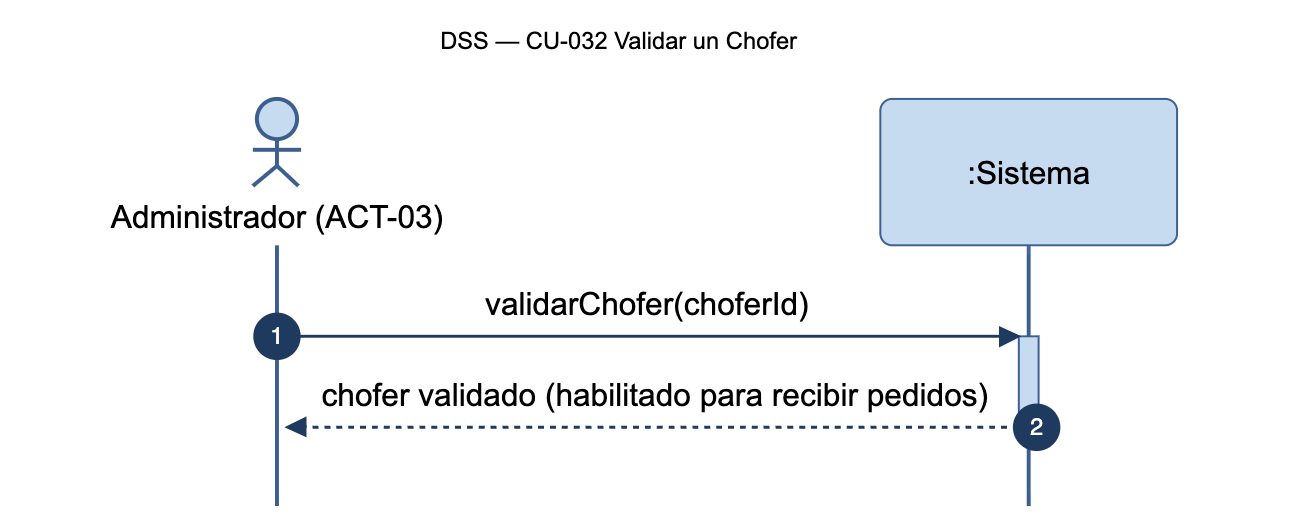 DSS — CU-032 Validar un Chofer
:Sistema
Administrador (ACT-03)
validarChofer(choferId)
1
chofer validado (habilitado para recibir pedidos)
2